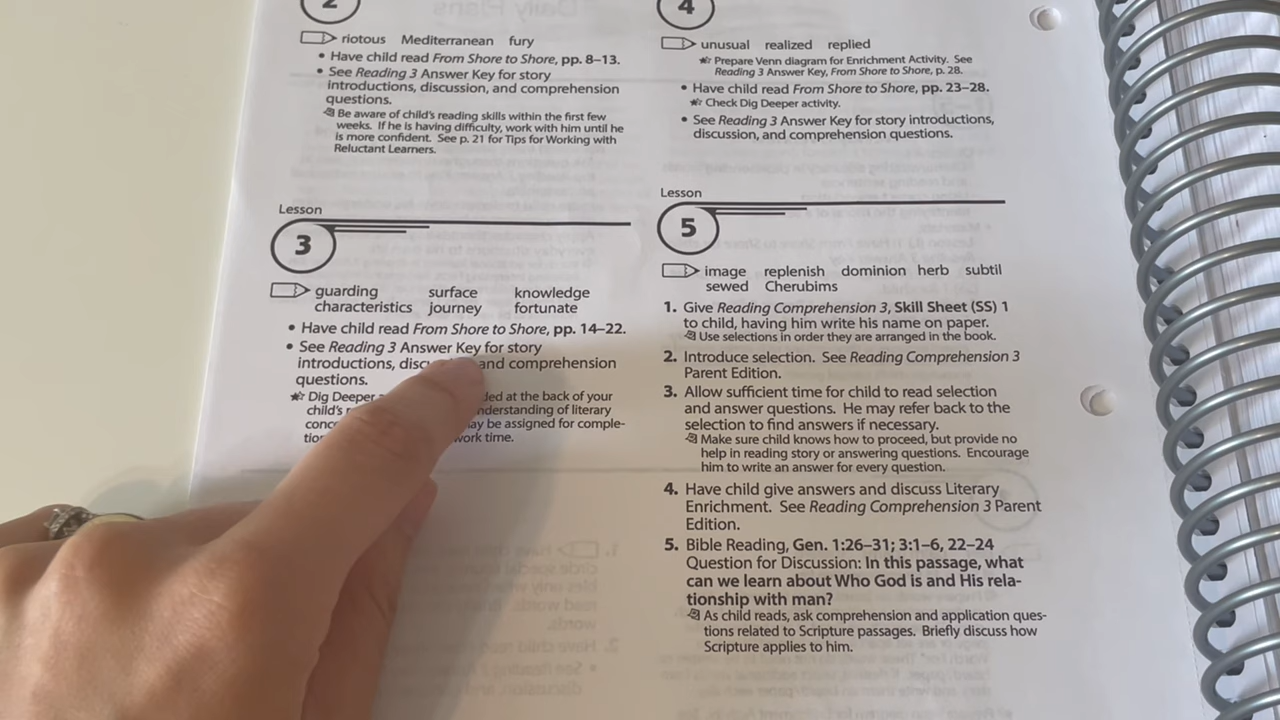 2
riotous Mediterranean fury
• Have child read From Shore to Shore, pp. 8–13.
• See Reading 3 Answer Key for story
introductions, discussion, and comprehension
questions.
Be aware of child's reading skills within the first few
weeks. If he is having difficulty, work with him until he
is more confident. See p. 21 for Tips for Working with
Reluctant Learners.
Lesson
3
guarding surface knowledge
characteristics journey fortunate
• Have child read From Shore to Shore, pp. 14–22.
• See Reading 3 Answer Key for story
introductions, and comprehension
questions.
Dig Deeper at the back of your
child's understanding of literary
may be assigned for comple-
work time.
4
unusual realized replied
Prepare Venn diagram for Enrichment Activity. See
Reading 3 Answer Key, From Shore to Shore, p. 28.
• Have child read From Shore to Shore, pp. 23–28.
Check Dig Deeper activity.
• See Reading 3 Answer Key for story introductions,
discussion, and comprehension questions.
Lesson
5
image replenish dominion herb subtil
sewed Cherubims
1. Give Reading Comprehension 3, Skill Sheet (SS) 1
to child, having him write his name on paper.
Use selections in order they are arranged in the book.
2. Introduce selection. See Reading Comprehension 3
Parent Edition.
3. Allow sufficient time for child to read selection
and answer questions. He may refer back to the
selection to find answers if necessary.
Make sure child knows how to proceed, but provide no
help in reading story or answering questions. Encourage
him to write an answer for every question.
4. Have child give answers and discuss Literary
Enrichment. See Reading Comprehension 3 Parent
Edition.
5. Bible Reading, Gen. 1:26–31; 3:1–6, 22–24
Question for Discussion: In this passage, what
can we learn about Who God is and His rela-
tionship with man?
As child reads, ask comprehension and application ques-
tions related to Scripture passages. Briefly discuss how
Scripture applies to him.